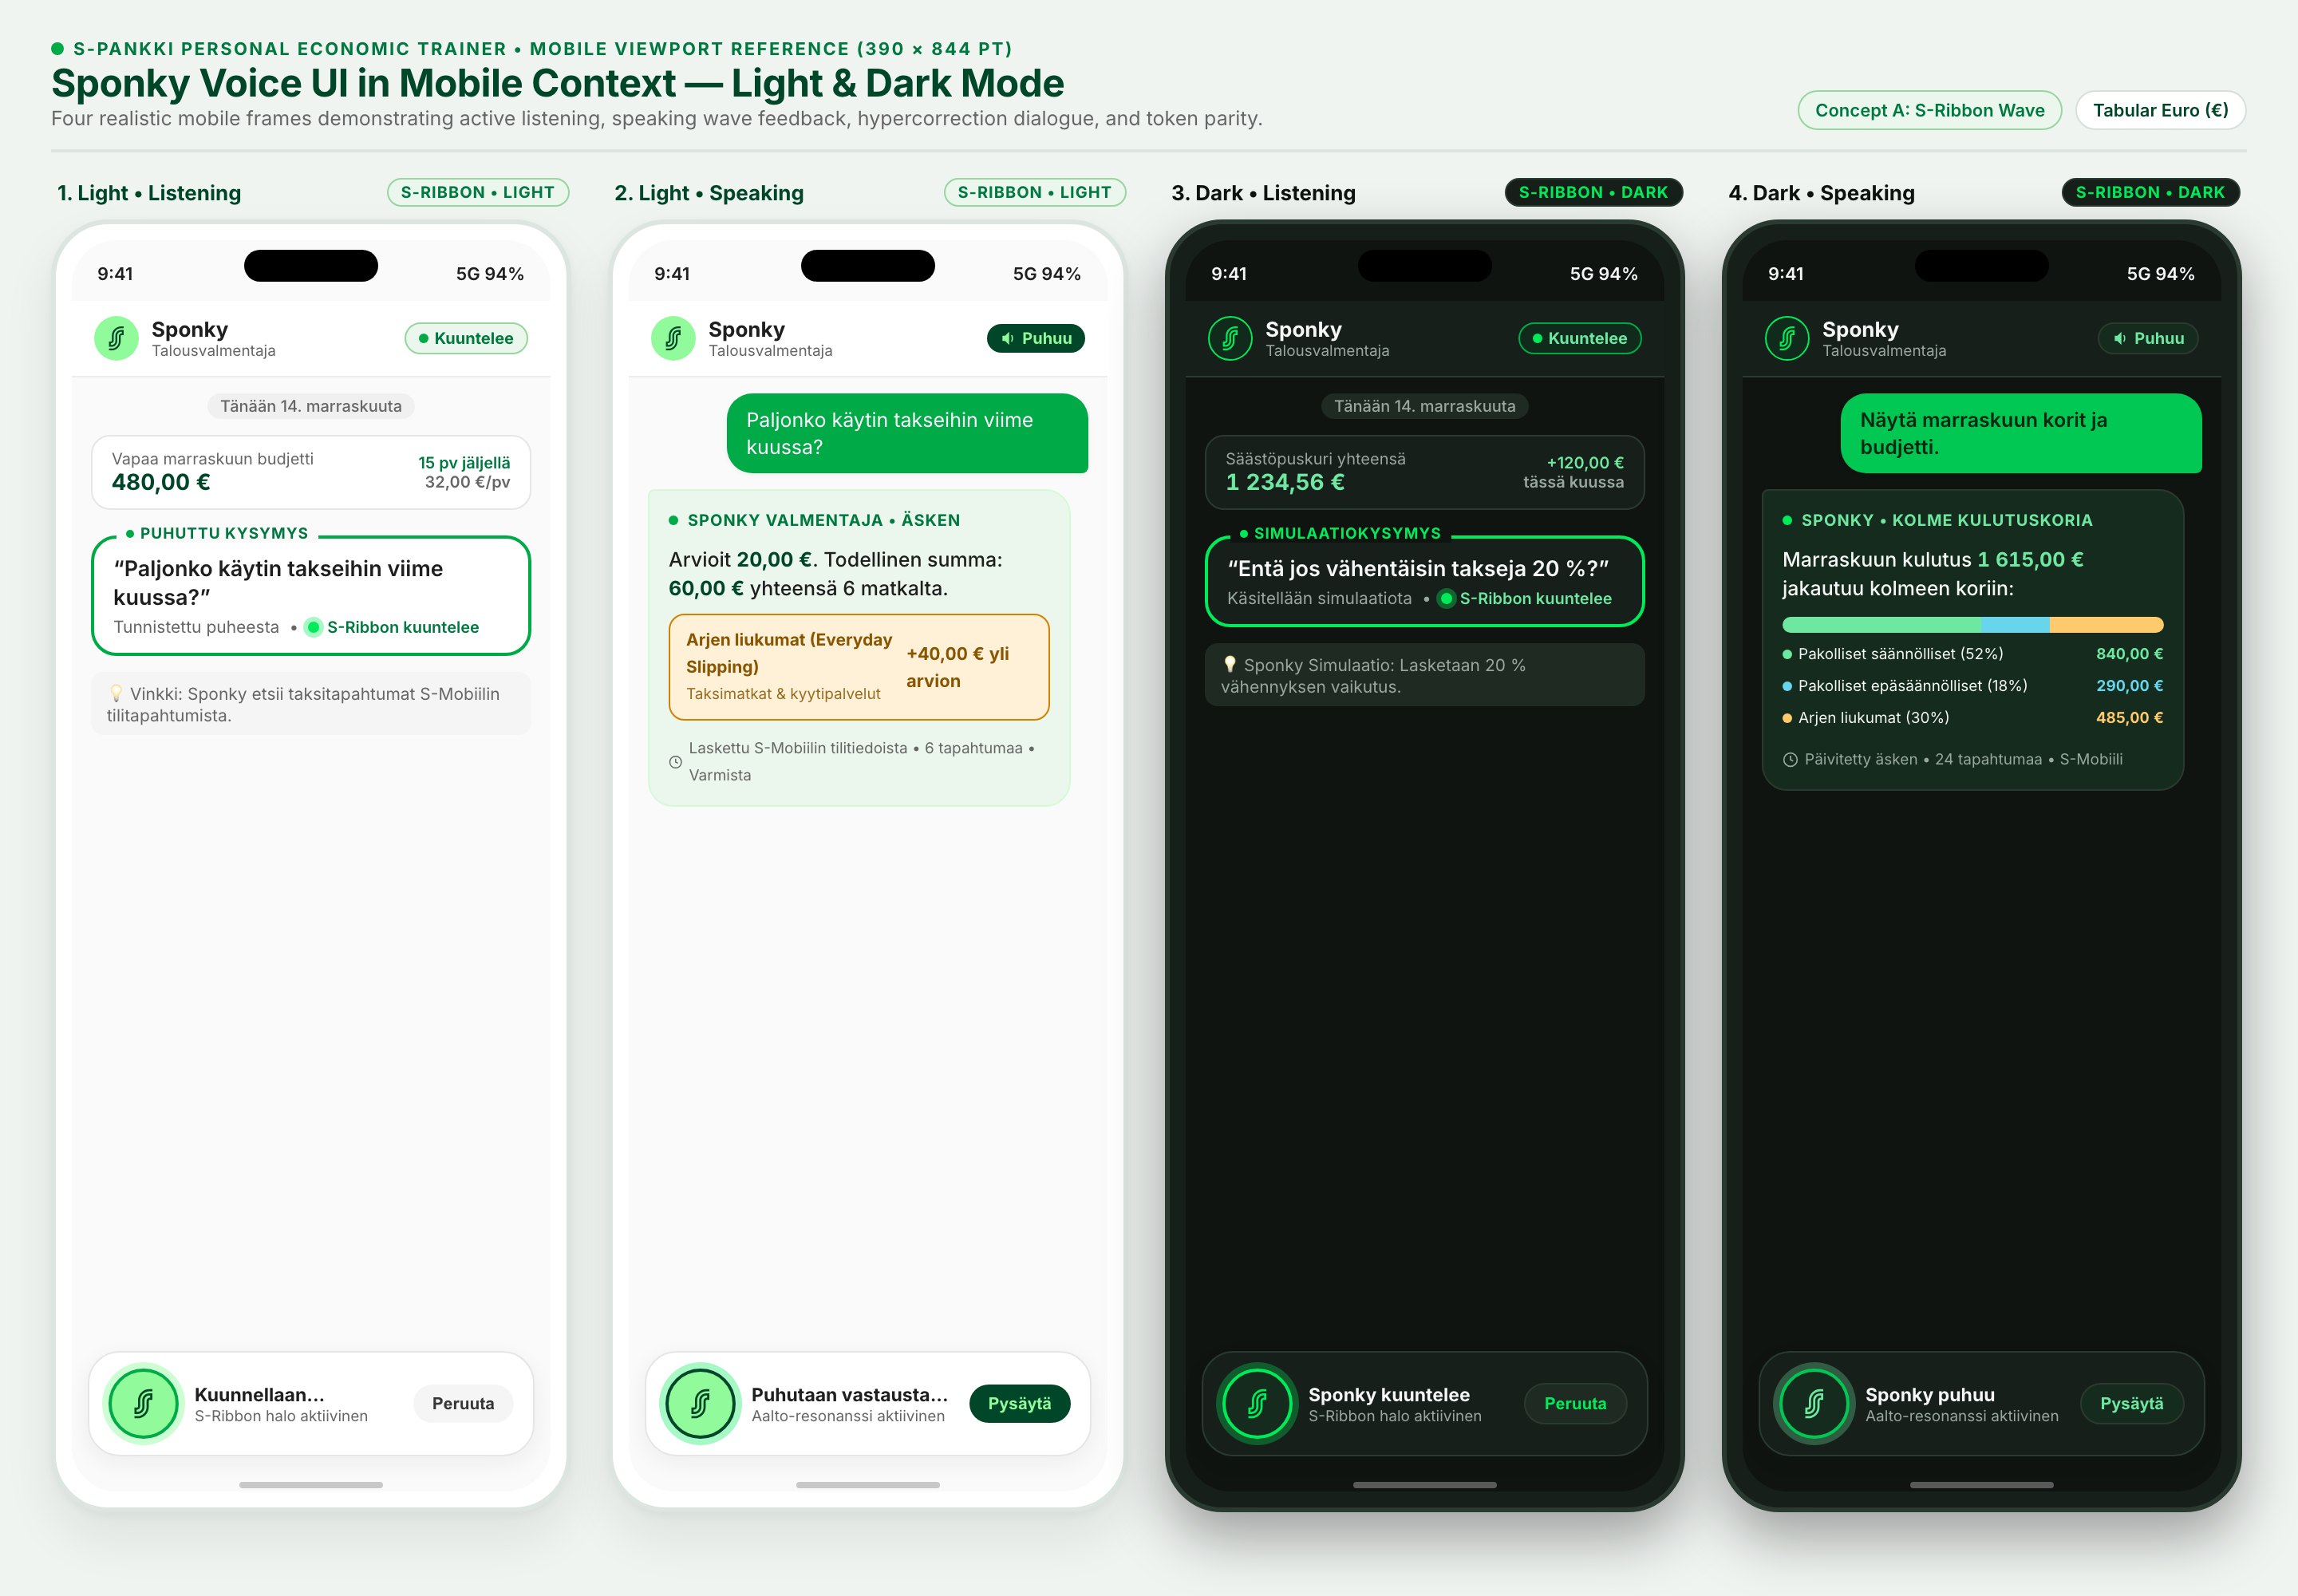 S-PANKKI PERSONAL ECONOMIC TRAINER • MOBILE VIEWPORT REFERENCE (390 × 844 PT)
Sponky Voice UI in Mobile Context — Light & Dark Mode
Four realistic mobile frames demonstrating active listening, speaking wave feedback, hypercorrection dialogue, and token parity.
Concept A: S-Ribbon Wave
Tabular Euro (€)
1. Light • Listening
S-RIBBON • LIGHT
9:41
5G 94%
Sponky
Talousvalmentaja
Kuuntelee
Tänään 14. marraskuuta
Vapaa marraskuun budjetti
480,00 €
15 pv jäljellä
32,00 €/pv
PUHUTTU KYSYMYS
“Paljonko käytin takseihin viime
kuussa?”
Tunnistettu puheesta • S-Ribbon kuuntelee
Vinkki: Sponky etsii taksitapahtumat S-Mobiilin
tilitapahtumista.
Kuunnellaan...
S-Ribbon halo aktiivinen
Peruuta
2. Light • Speaking
S-RIBBON • LIGHT
9:41
5G 94%
Sponky
Talousvalmentaja
Puhuu
Paljonko käytin takseihin viime
kuussa?
SPONKY VALMENTAJA • ÄSKEN
Arvioit 20,00 €. Todellinen summa:
60,00 € yhteensä 6 matkalta.
Arjen liukumat (Everyday
Slipping)
Taksimatkat & kyytipalvelut
+40,00 € yli
arvion
Laskettu S-Mobiilin tilitiedoista • 6 tapahtumaa •
Varmista
Puhutaan vastausta...
Aalto-resonanssi aktiivinen
Pysäytä
3. Dark • Listening
S-RIBBON • DARK
9:41
5G 94%
Sponky
Talousvalmentaja
Kuuntelee
Tänään 14. marraskuuta
Säästöpuskuri yhteensä
1 234,56 €
+120,00 €
tässä kuussa
SIMULAATIOKYSYMYS
“Entä jos vähentäisin takseja 20 %?”
Käsitellään simulaatiota • S-Ribbon kuuntelee
Sponky Simulaatio: Lasketaan 20 %
vähennyksen vaikutus.
Sponky kuuntelee
S-Ribbon halo aktiivinen
Peruuta
4. Dark • Speaking
S-RIBBON • DARK
9:41
5G 94%
Sponky
Talousvalmentaja
Puhuu
Näytä marraskuun korit ja
budjetti.
SPONKY • KOLME KULUTUSKORIA
Marraskuun kulutus 1 615,00 €
jakautuu kolmeen koriin:
Pakolliset säännölliset (52%) 840,00 €
Pakolliset epäsäännölliset (18%) 290,00 €
Arjen liukumat (30%) 485,00 €
Päivitetty äsken • 24 tapahtumaa • S-Mobiili
Sponky puhuu
Aalto-resonanssi aktiivinen
Pysäytä